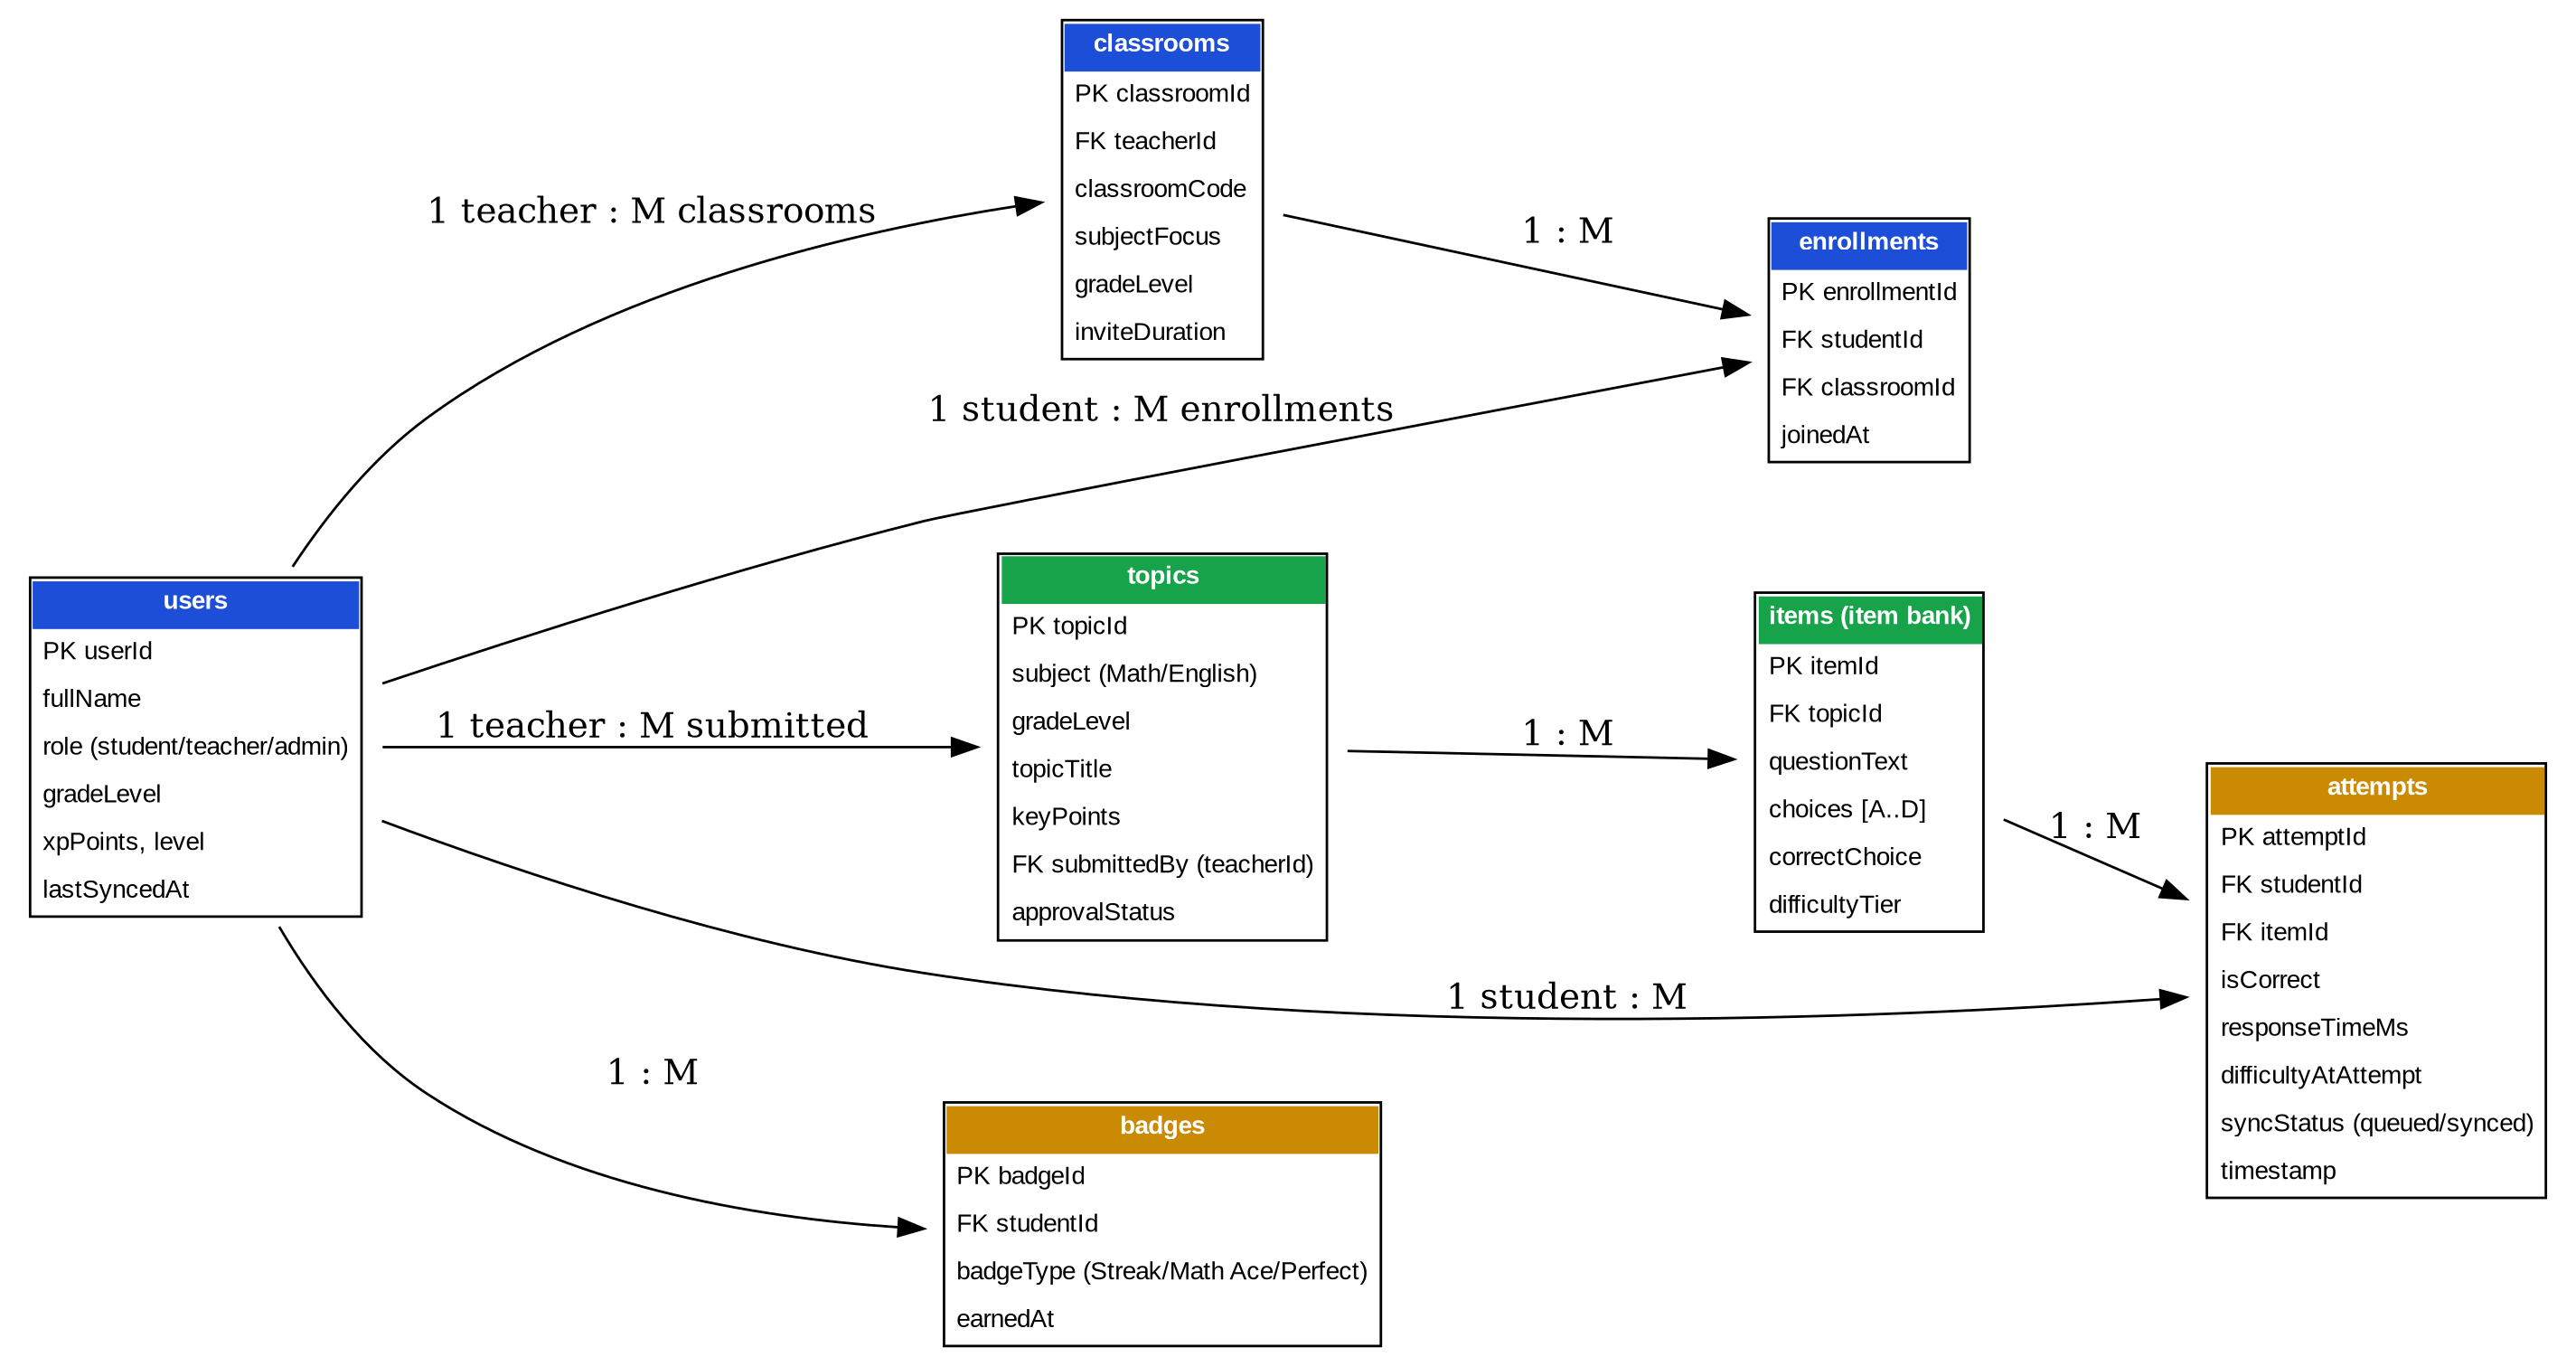 classrooms
PK classroomId
FK teacherId
classroomCode
subjectFocus
gradeLevel
inviteDuration
1 teacher : M classrooms
1 : M
enrollments
PK enrollmentId
FK studentId
FK classroomId
joinedAt
1 student : M enrollments
users
PK userId
fullName
role (student/teacher/admin)
gradeLevel
xpPoints, level
lastSyncedAt
1 teacher : M submitted
topics
PK topicId
subject (Math/English)
gradeLevel
topicTitle
keyPoints
FK submittedBy (teacherId)
approvalStatus
1 : M
items (item bank)
PK itemId
FK topicId
questionText
choices [A..D]
correctChoice
difficultyTier
1 : M
attempts
PK attemptId
FK studentId
FK itemId
isCorrect
responseTimeMs
difficultyAtAttempt
syncStatus (queued/synced)
timestamp
1 student : M
1 : M
badges
PK badgeId
FK studentId
badgeType (Streak/Math Ace/Perfect)
earnedAt